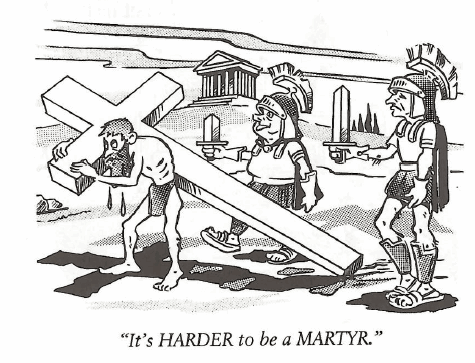 "It's HARDER to be a MARTYR."